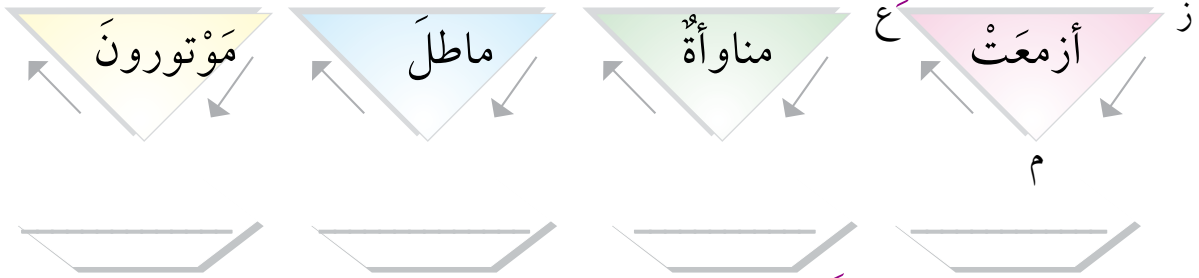 أزمعَتْ مناوأةٌ ماطلَ مَوْتورونَ
ز عَ
م